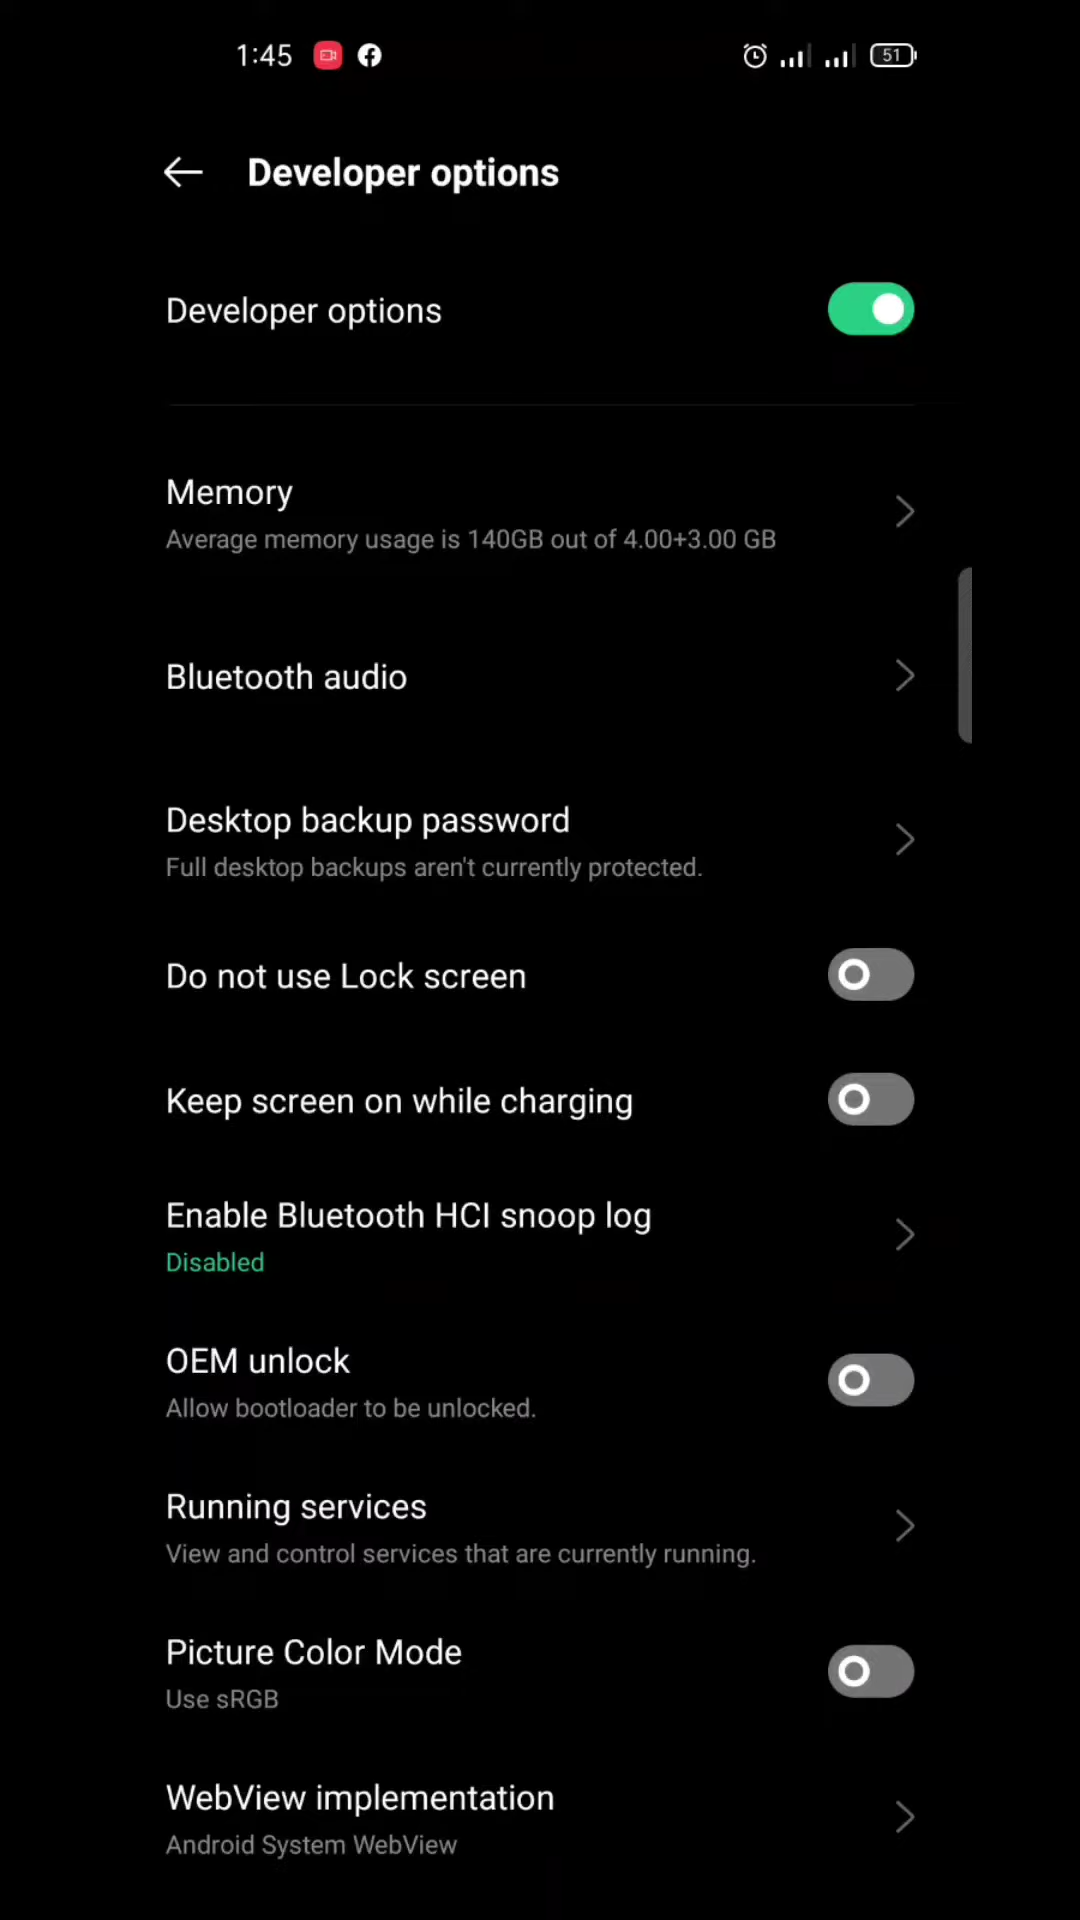 1:45
51
Developer options
Developer options
Memory
Average memory usage is 140GB out of 4.00+3.00 GB
Bluetooth audio
Desktop backup password
Full desktop backups aren't currently protected.
Do not use Lock screen
Keep screen on while charging
Enable Bluetooth HCI snoop log
Disabled
OEM unlock
Allow bootloader to be unlocked.
Running services
View and control services that are currently running.
Picture Color Mode
Use sRGB
WebView implementation
Android System WebView